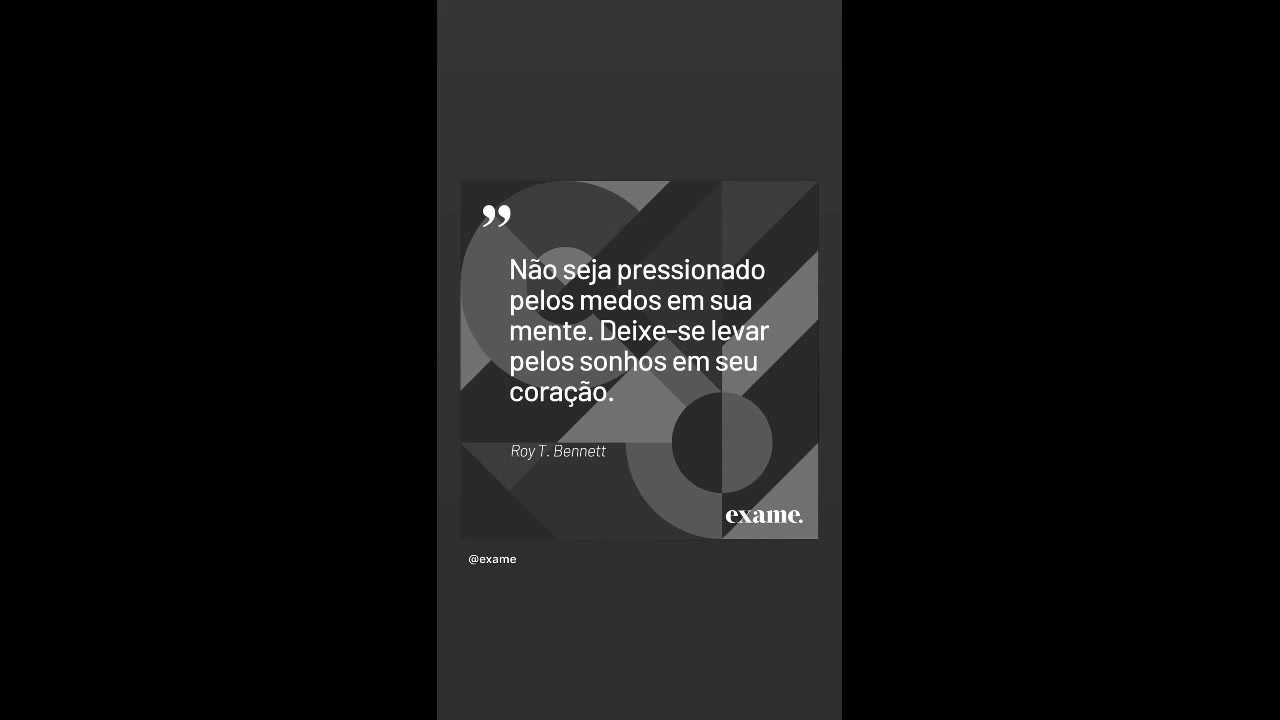 ”
Não seja pressionado
pelos medos em sua
mente. Deixe-se levar
pelos sonhos em seu
coração.
Roy T. Bennett
exame.
@exame